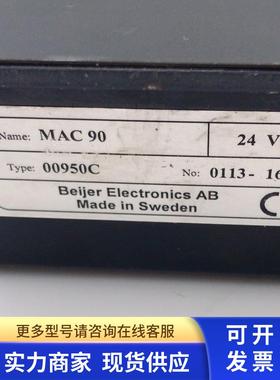 Name: MAC 90 24 V
Type: 00950C No: 0113- 16
Beijer Electronics AB
Made in Sweden
更多型号请咨询在线客服
实力商家 现货供应
可开发票